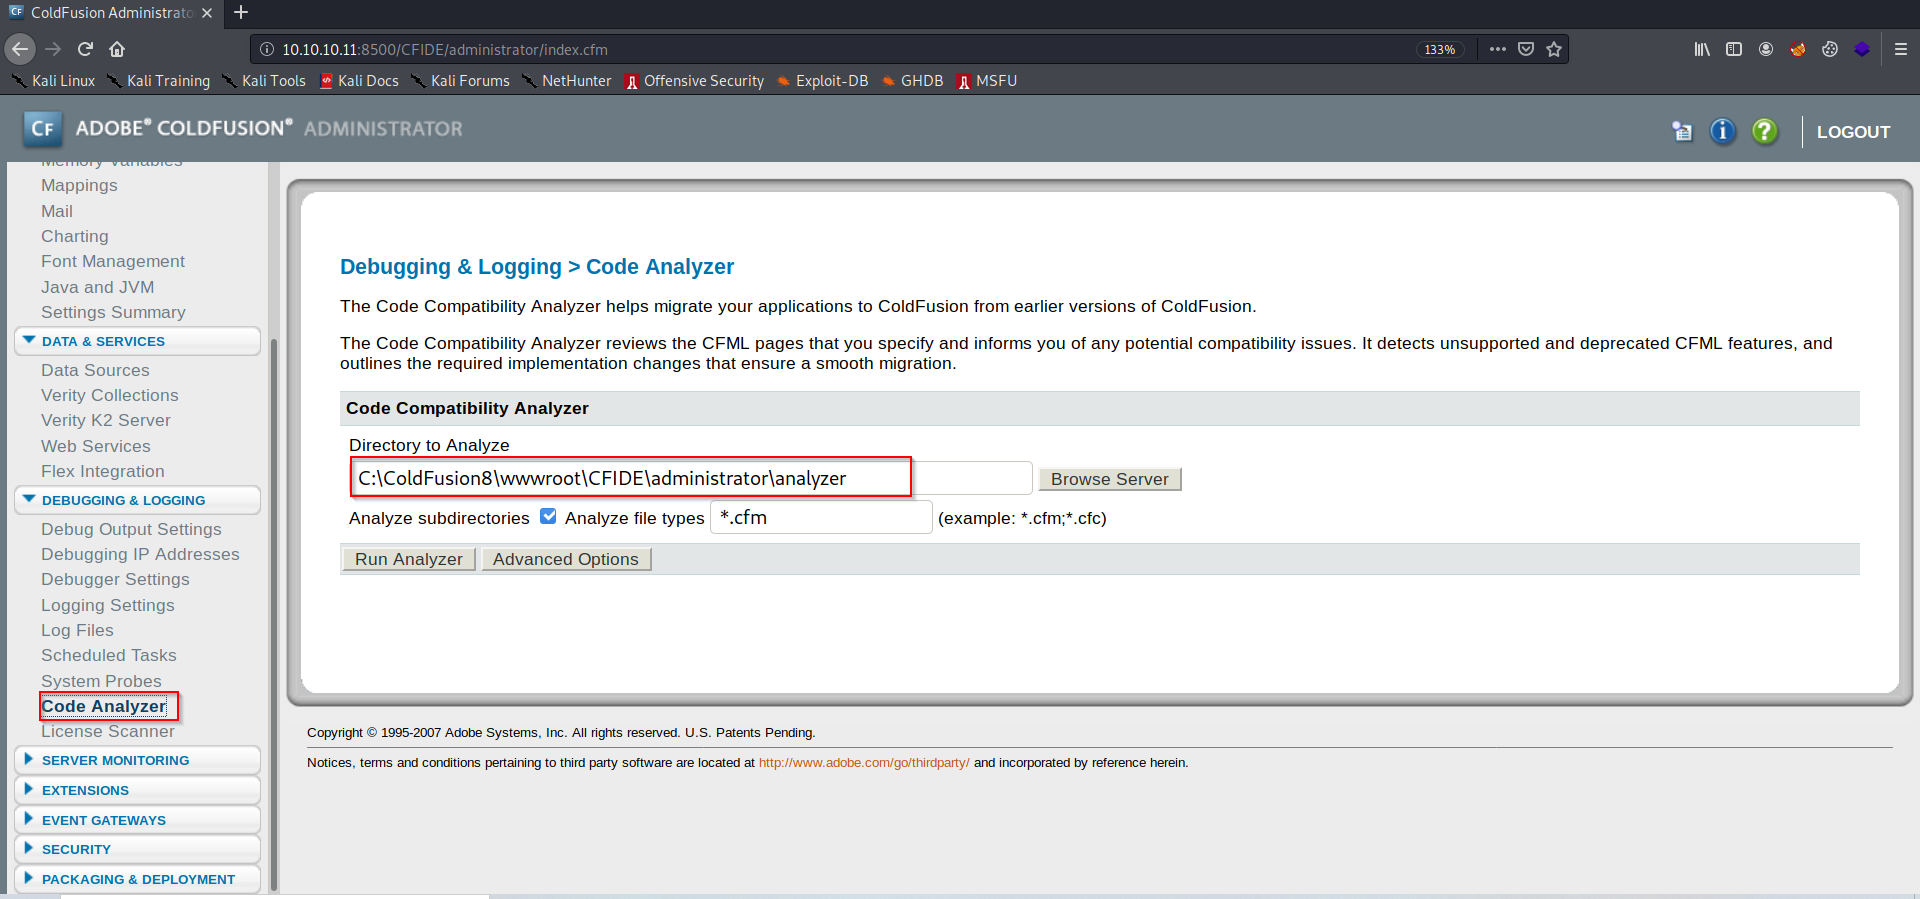 CF ColdFusion Administrato
10.10.10.11:8500/CFIDE/administrator/index.cfm 133%
Kali Linux Kali Training Kali Tools Kali Docs Kali Forums NetHunter Offensive Security Exploit-DB GHDB MSFU
CF ADOBE® COLDFUSION® ADMINISTRATOR LOGOUT
Memory Variables
Mappings
Mail
Charting
Font Management
Java and JVM
Settings Summary
DATA & SERVICES
Data Sources
Verity Collections
Verity K2 Server
Web Services
Flex Integration
DEBUGGING & LOGGING
Debug Output Settings
Debugging IP Addresses
Debugger Settings
Logging Settings
Log Files
Scheduled Tasks
System Probes
Code Analyzer
License Scanner
SERVER MONITORING
EXTENSIONS
EVENT GATEWAYS
SECURITY
PACKAGING & DEPLOYMENT
Debugging & Logging > Code Analyzer
The Code Compatibility Analyzer helps migrate your applications to ColdFusion from earlier versions of ColdFusion.
The Code Compatibility Analyzer reviews the CFML pages that you specify and informs you of any potential compatibility issues. It detects unsupported and deprecated CFML features, and
outlines the required implementation changes that ensure a smooth migration.
Code Compatibility Analyzer
Directory to Analyze
C:\ColdFusion8\wwwroot\CFIDE\administrator\analyzer Browse Server
Analyze subdirectories Analyze file types *.cfm (example: *.cfm;*.cfc)
Run Analyzer Advanced Options
Copyright © 1995-2007 Adobe Systems, Inc. All rights reserved. U.S. Patents Pending.
Notices, terms and conditions pertaining to third party software are located at http://www.adobe.com/go/thirdparty/ and incorporated by reference herein.